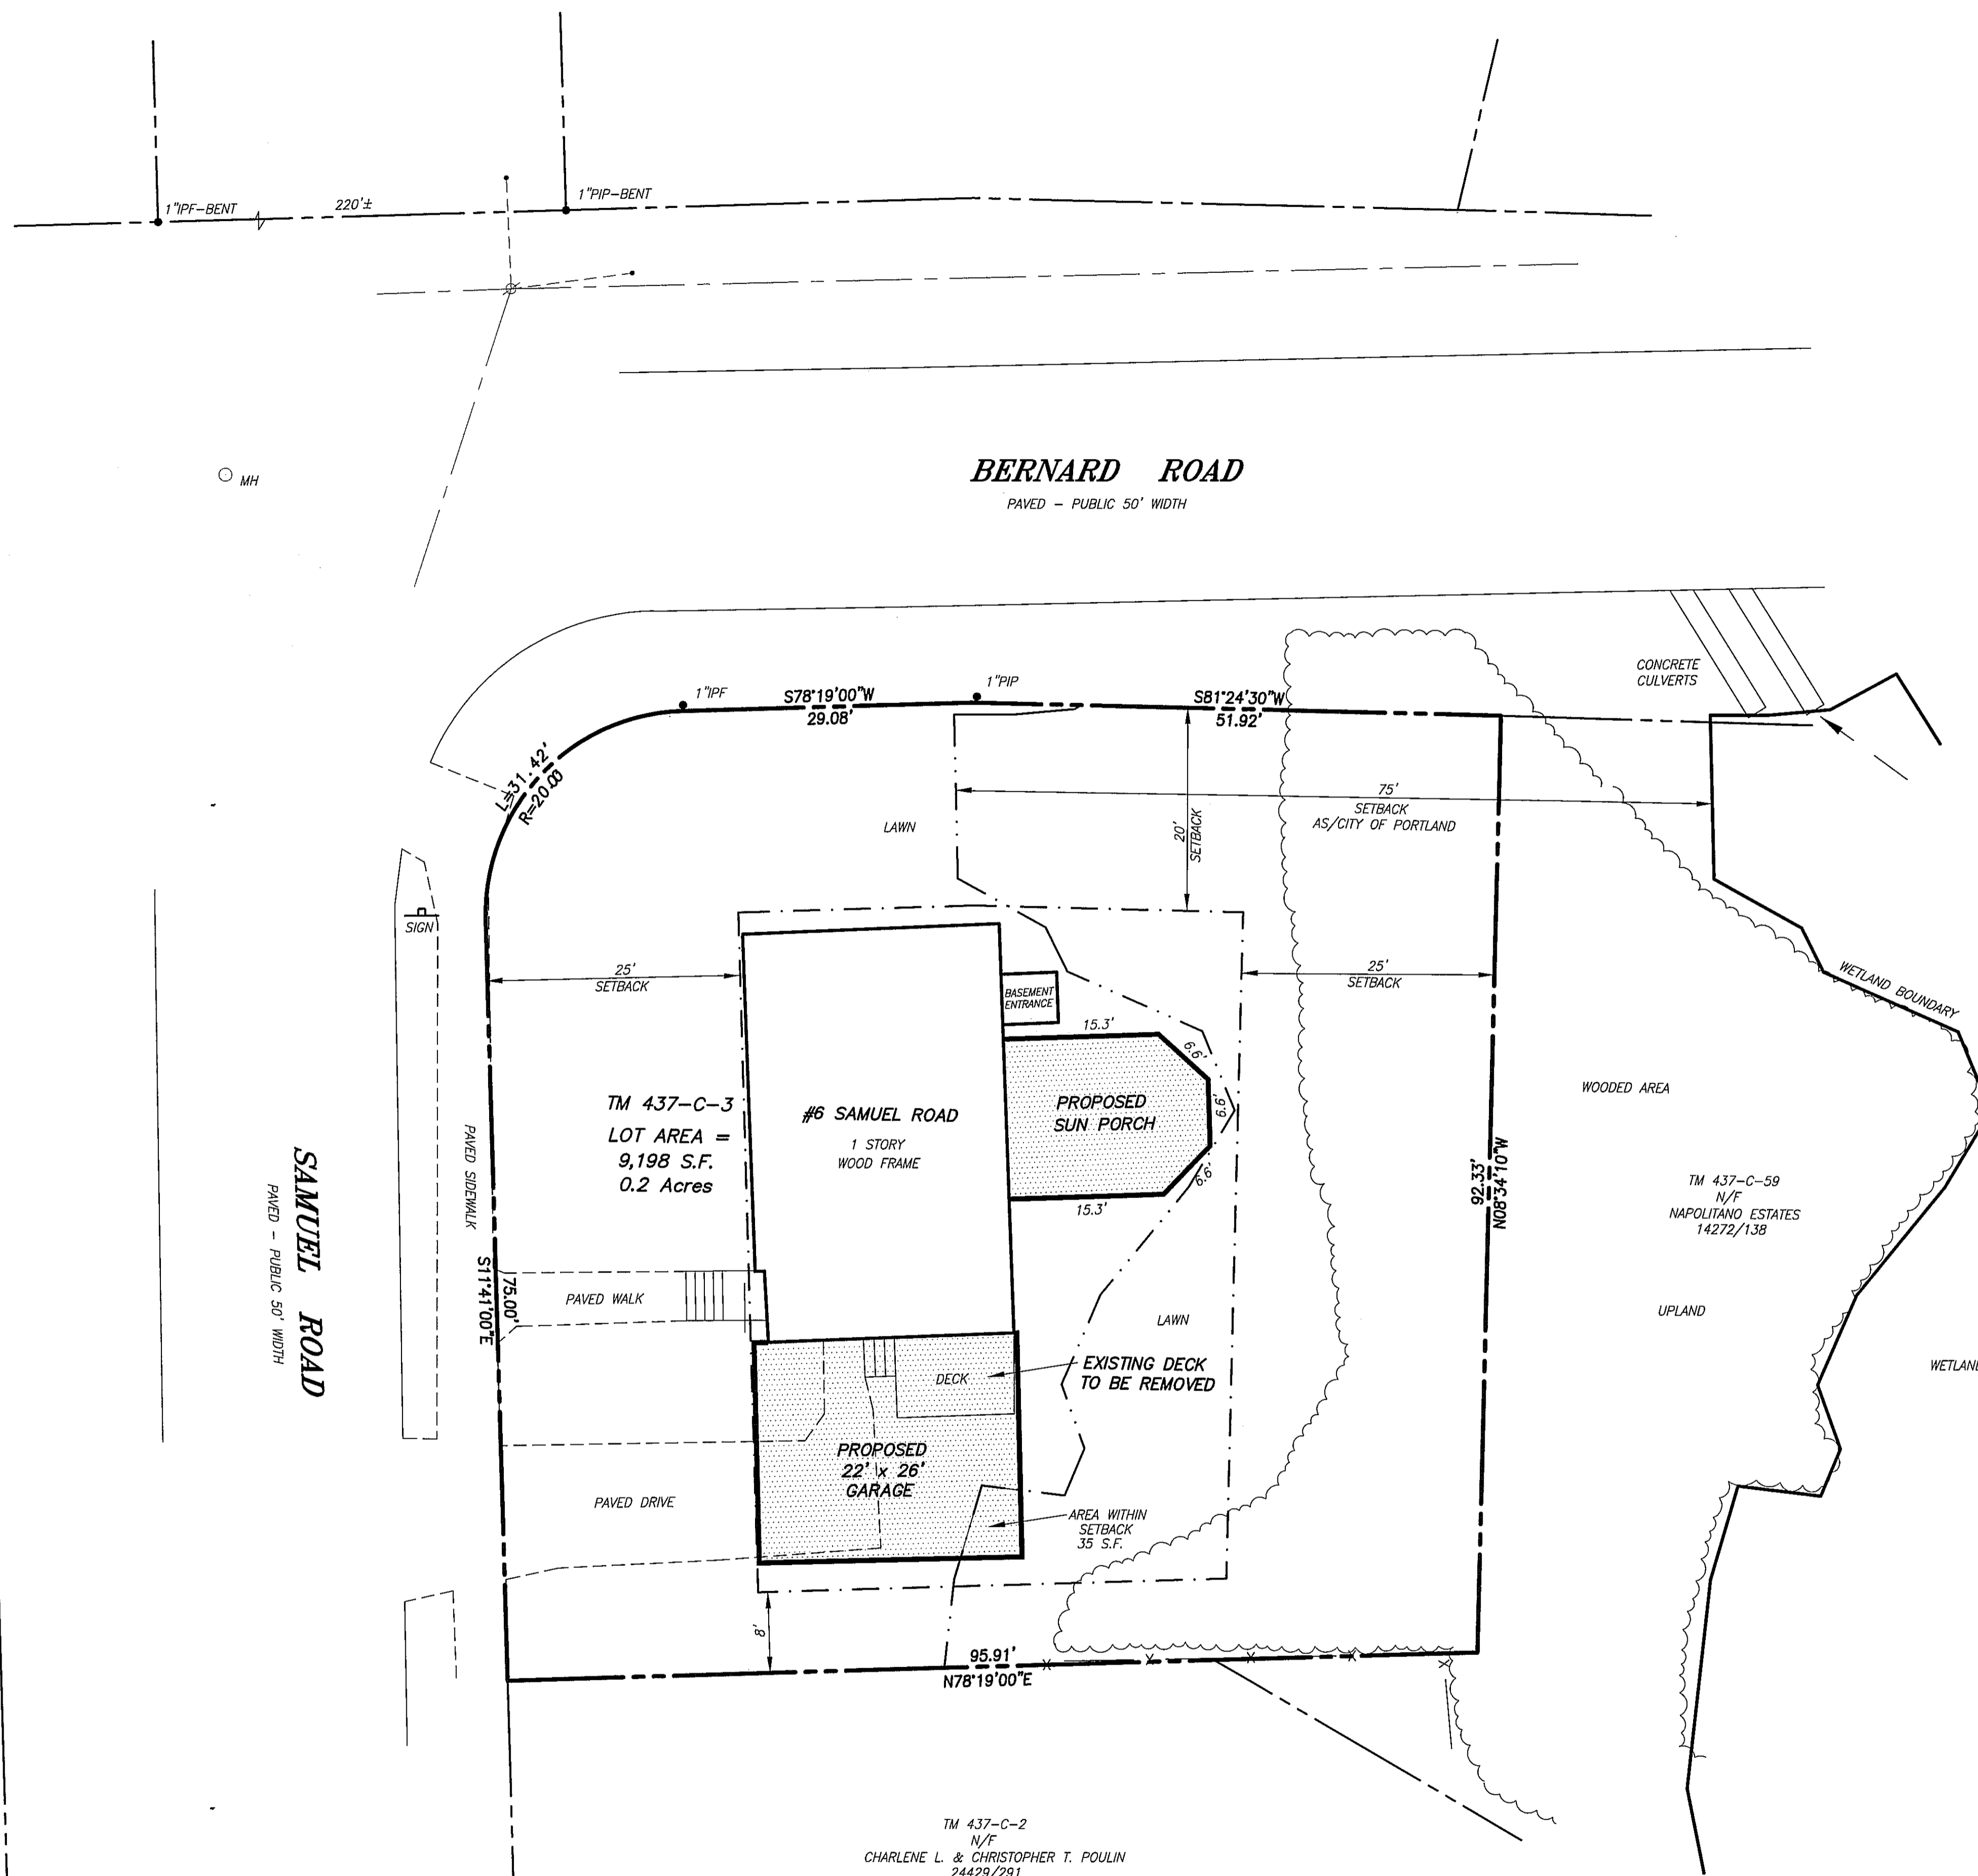 1"IPF-BENT
220'±
1"PIP-BENT
MH
BERNARD ROAD
PAVED - PUBLIC 50' WIDTH
CONCRETE
CULVERTS
1"IPF
S78°19'00"W
29.08'
1"PIP
S81°24'30"W
51.92'
L=31.42'
R=20.00
LAWN
20'
SETBACK
75'
SETBACK
AS/CITY OF PORTLAND
SIGN
25'
SETBACK
BASEMENT
ENTRANCE
25'
SETBACK
WETLAND BOUNDARY
15.3'
6.6'
6.6'
6.6'
15.3'
PROPOSED
SUN PORCH
TM 437-C-3
LOT AREA =
9,198 S.F.
0.2 Acres
#6 SAMUEL ROAD
1 STORY
WOOD FRAME
WOODED AREA
PAVED SIDEWALK
SAMUEL ROAD
PAVED - PUBLIC 50' WIDTH
92.33'
N08°34'10"W
TM 437-C-59
N/F
NAPOLITANO ESTATES
14272/138
S11°41'00"E
75.00'
PAVED WALK
LAWN
UPLAND
WETLAND
DECK
EXISTING DECK
TO BE REMOVED
PROPOSED
22' x 26'
GARAGE
PAVED DRIVE
AREA WITHIN
SETBACK
35 S.F.
8'
95.91'
N78°19'00"E
TM 437-C-2
N/F
CHARLENE L. & CHRISTOPHER T. POULIN
24429/291